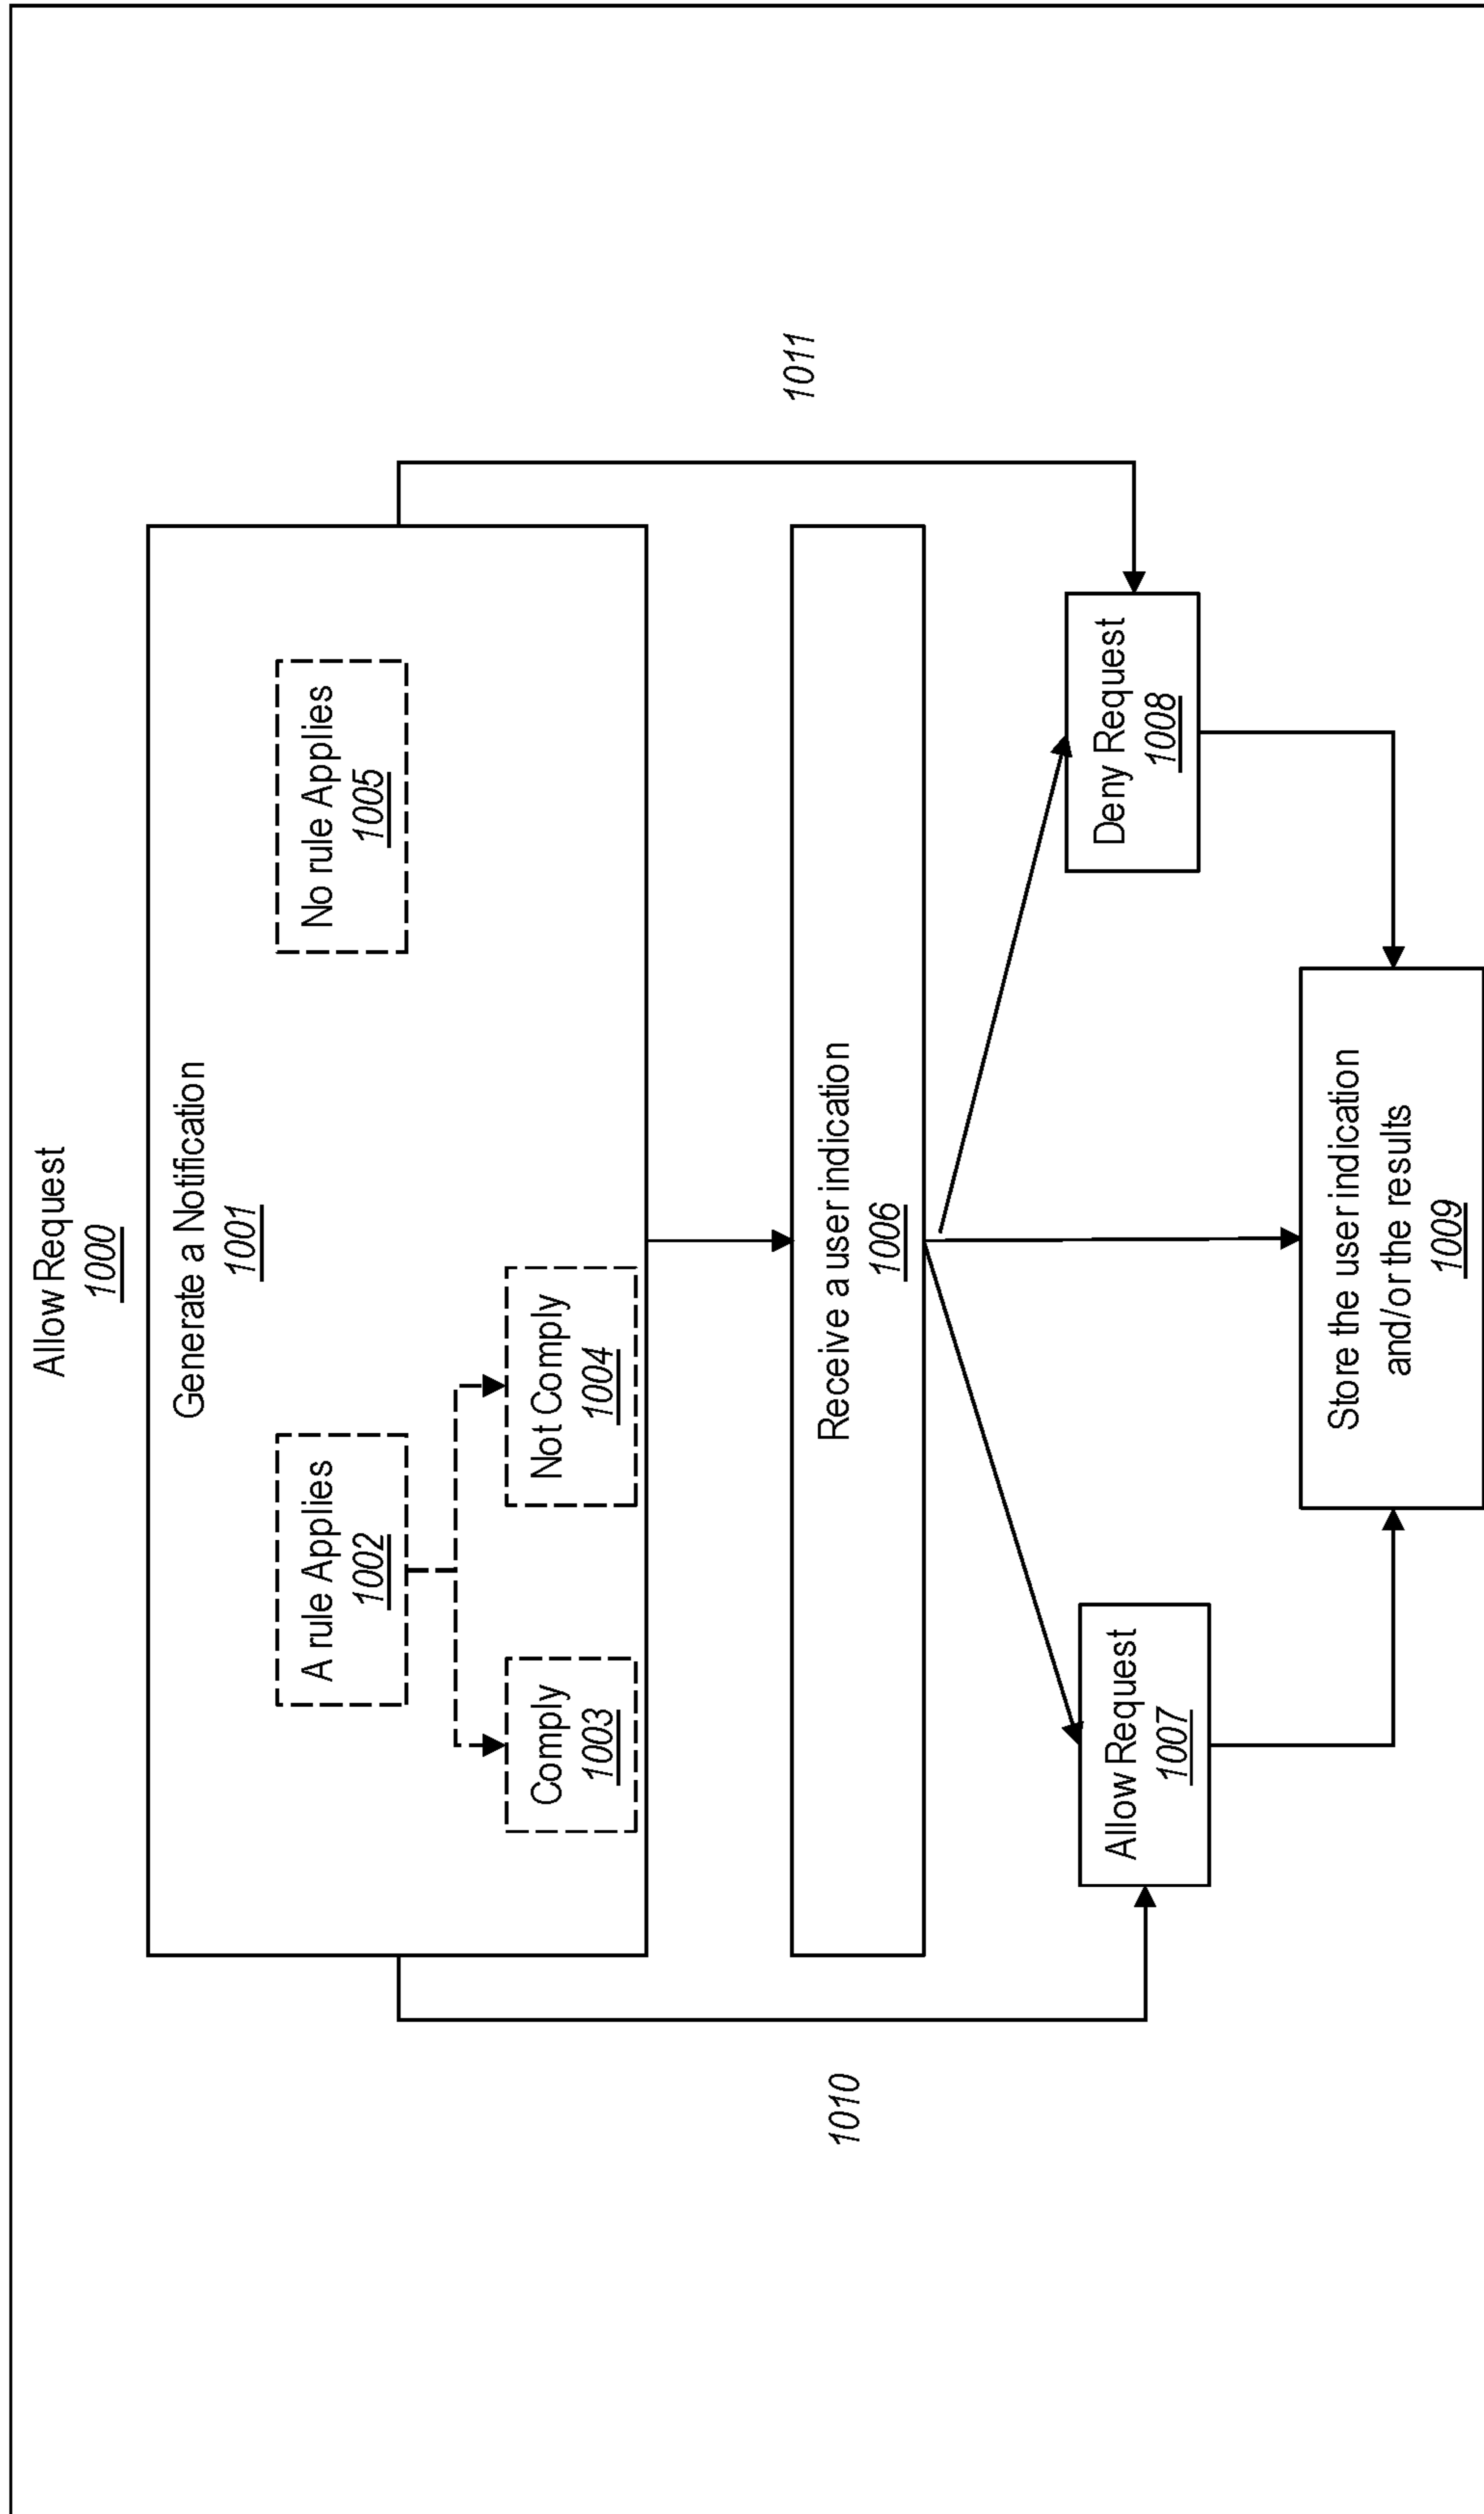 Allow Request
1000
Generate a Notification
1001
A rule Applies
1002
No rule Applies
1005
Comply
1003
Not Comply
1004
1010
1011
Receive a user indication
1006
Allow Request
1007
Deny Request
1008
Store the user indication
and/or the results
1009